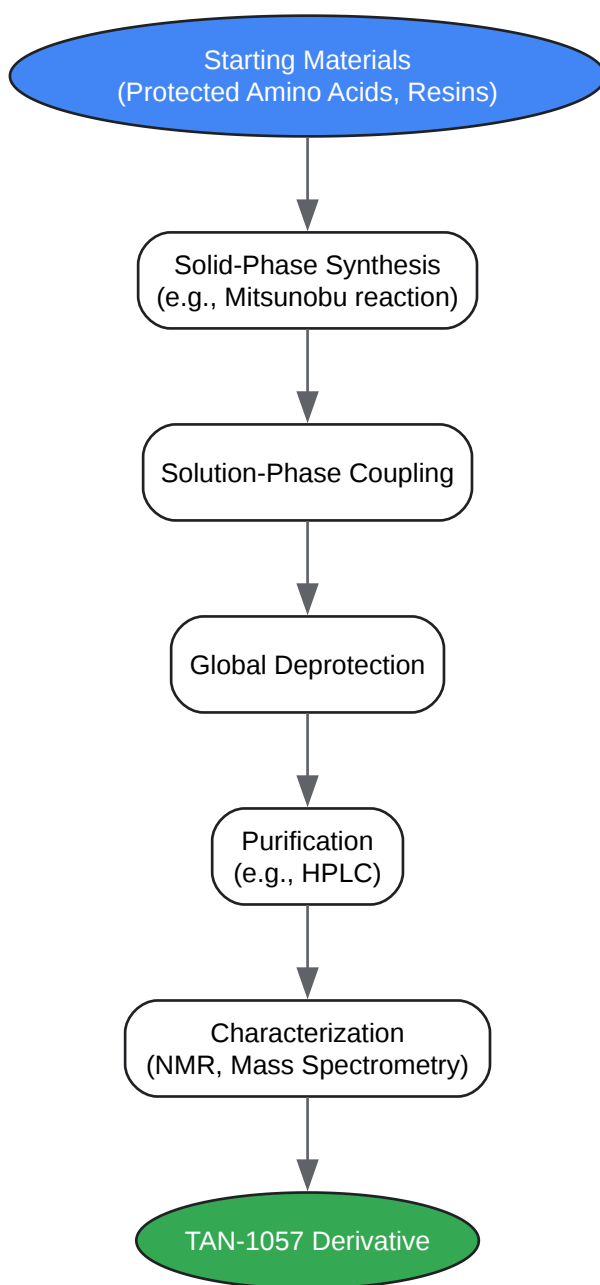 Starting Materials
(Protected Amino Acids, Resins)
Solid-Phase Synthesis
(e.g., Mitsunobu reaction)
Solution-Phase Coupling
Global Deprotection
Purification
(e.g., HPLC)
Characterization
(NMR, Mass Spectrometry)
TAN-1057 Derivative